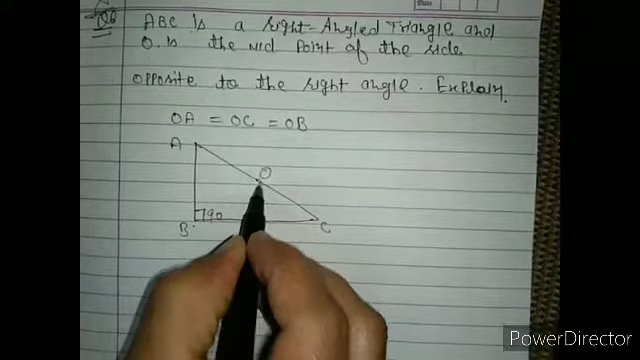 Q6 ABC is a right-Angled Triangle and
O. is the mid Point of the side
opposite to the right angle. Explain
OA = OC = OB
A
O
90
B
C
Date
PowerDirector